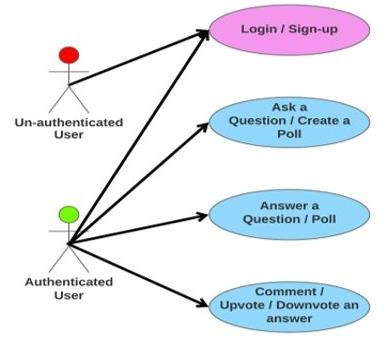 Login / Sign-up
Un-authenticated
User
Ask a
Question / Create a
Poll
Answer a
Question / Poll
Authenticated
User
Comment /
Upvote / Downvote an
answer